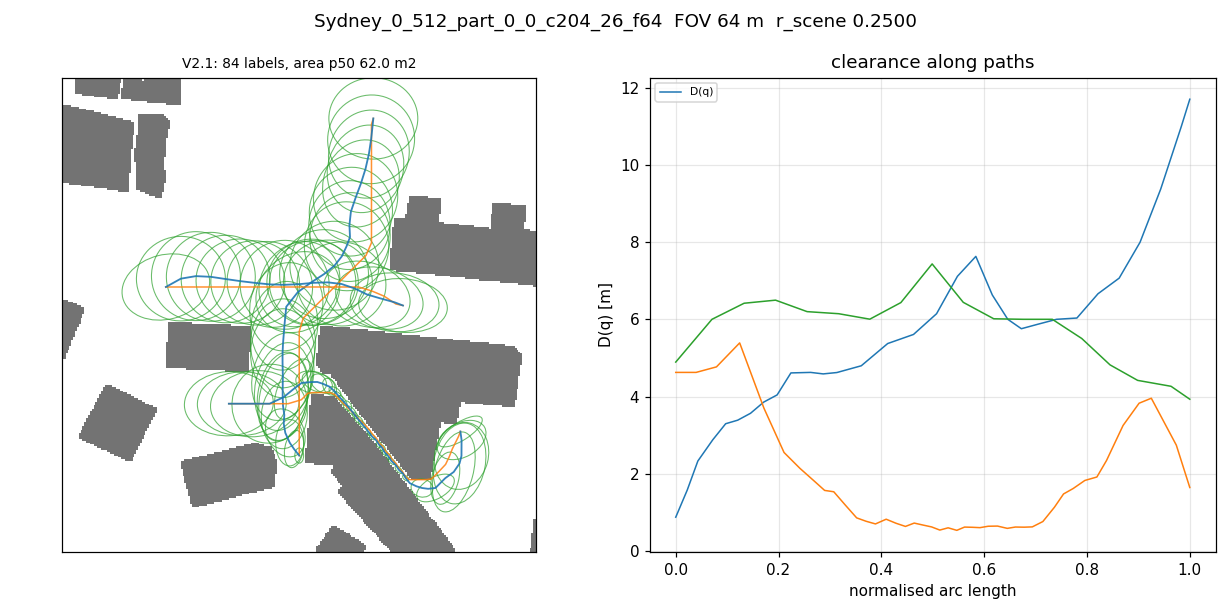 Sydney_0_512_part_0_0_c204_26_f64  FOV 64 m  r_scene 0.2500
V2.1: 84 labels, area p50 62.0 m2
clearance along paths
D(q)
D(q) [m]
12
10
8
6
4
2
0
0.0 0.2 0.4 0.6 0.8 1.0
normalised arc length